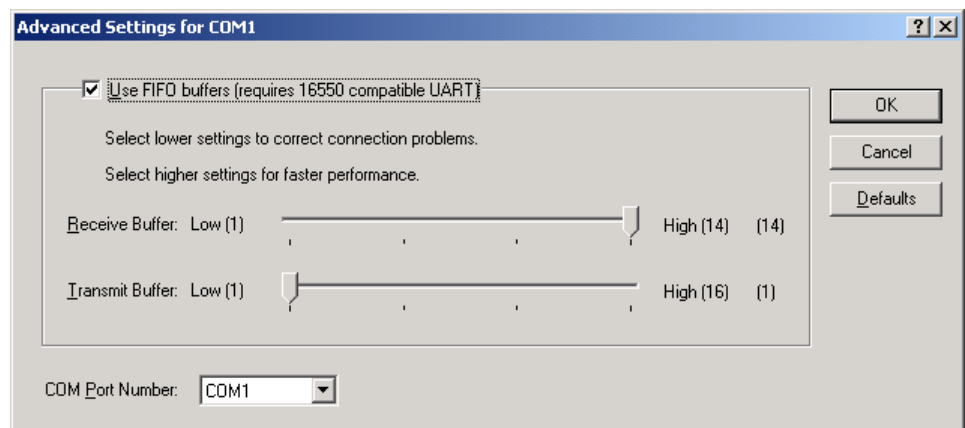 Advanced Settings for COM1
Use FIFO buffers (requires 16550 compatible UART)
OK
Select lower settings to correct connection problems.
Cancel
Select higher settings for faster performance.
Defaults
Receive Buffer: Low (1) High (14) (14)
Transmit Buffer: Low (1) High (16) (1)
COM Port Number: COM1